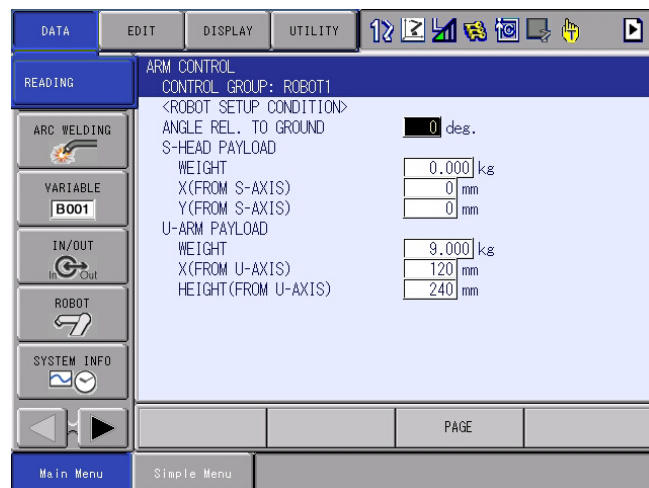 DATA EDIT DISPLAY UTILITY
READING
ARM CONTROL
CONTROL GROUP: ROBOT1
<ROBOT SETUP CONDITION>
ANGLE REL. TO GROUND 0 deg.
S-HEAD PAYLOAD
WEIGHT 0.000 kg
X(FROM S-AXIS) 0 mm
Y(FROM S-AXIS) 0 mm
U-ARM PAYLOAD
WEIGHT 9.000 kg
X(FROM U-AXIS) 120 mm
HEIGHT(FROM U-AXIS) 240 mm
ARC WELDING
VARIABLE
B001
IN/OUT
In Out
ROBOT
SYSTEM INFO
PAGE
Main Menu Simple Menu